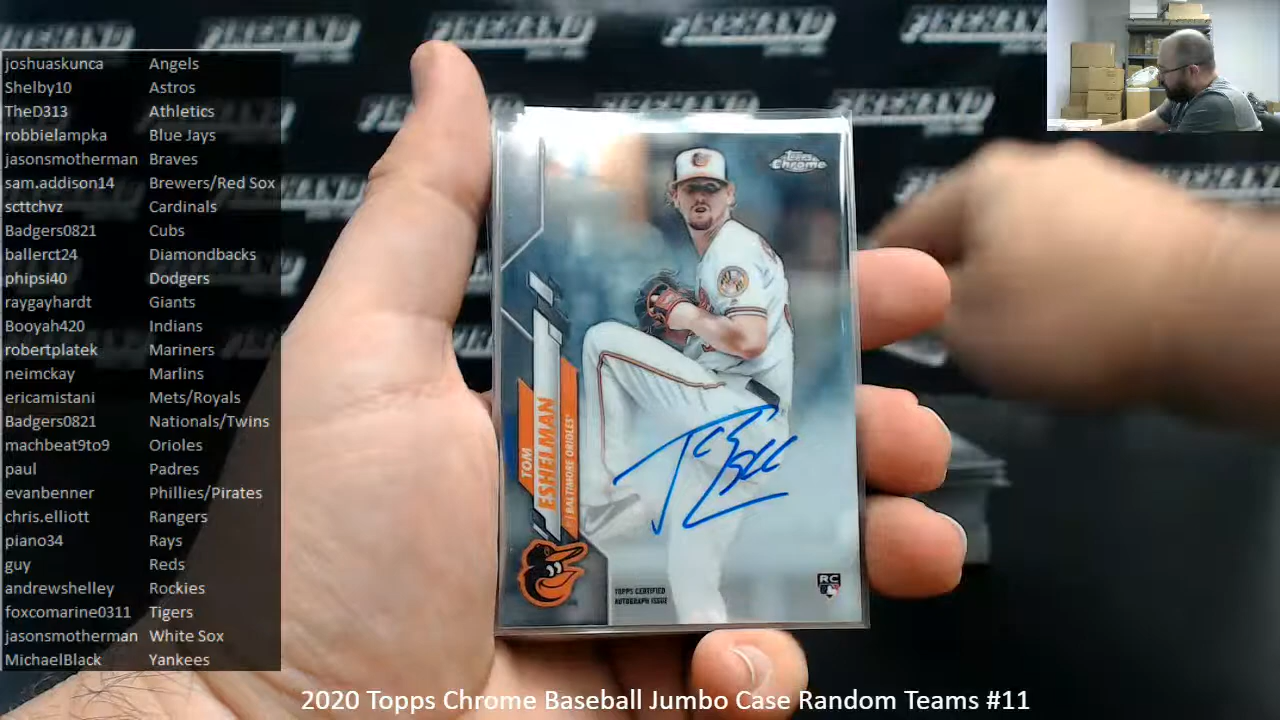 joshuaskunca Angels
Shelby10 Astros
TheD313 Athletics
robbielampka Blue Jays
jasonsmotherman Braves
sam.addison14 Brewers/Red Sox
scttchvz Cardinals
Badgers0821 Cubs
ballerct24 Diamondbacks
phipsi40 Dodgers
raygayhardt Giants
Booyah420 Indians
robertplatek Mariners
neimckay Marlins
ericamistani Mets/Royals
Badgers0821 Nationals/Twins
machbeat9to9 Orioles
paul Padres
evanbenner Phillies/Pirates
chris.elliott Rangers
piano34 Rays
guy Reds
andrewshelley Rockies
foxcomarine0311 Tigers
jasonsmotherman White Sox
MichaelBlack Yankees
Topps
Chrome
TOM
ESHELMAN
BALTIMORE ORIOLES
TOPPS CERTIFIED
AUTOGRAPH ISSUE
RC
2020 Topps Chrome Baseball Jumbo Case Random Teams #11